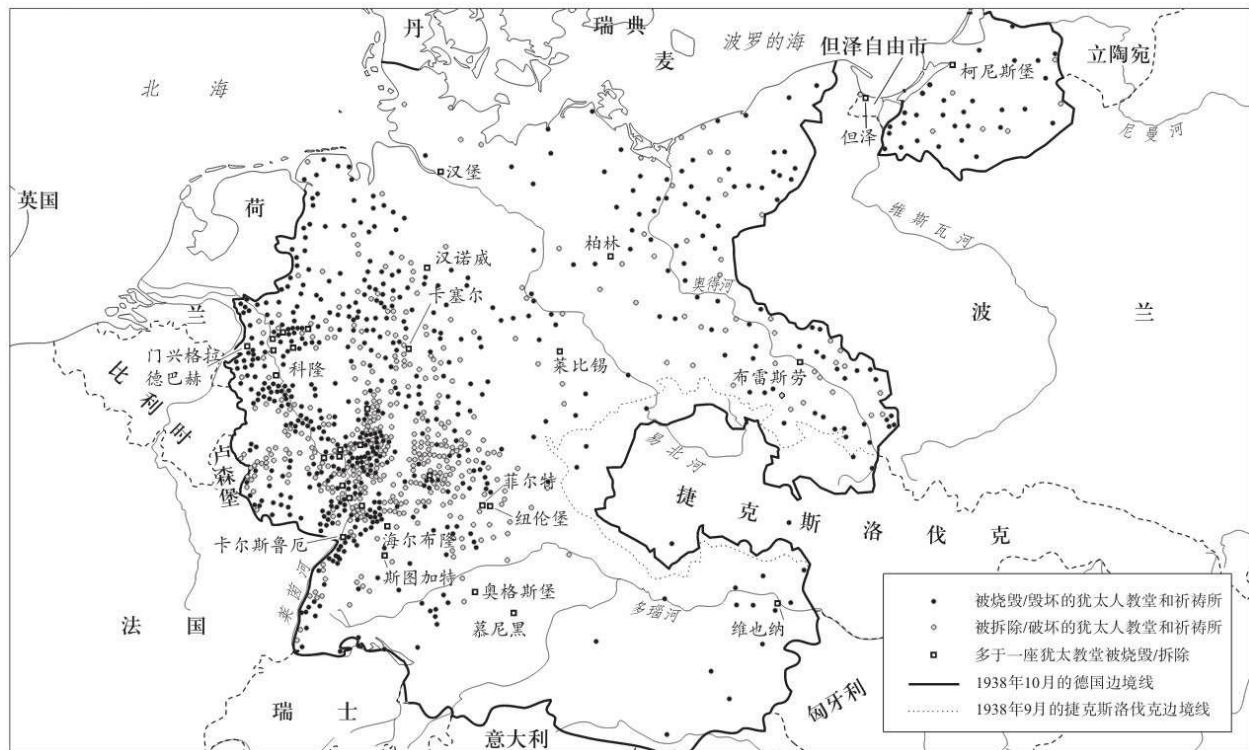 丹
瑞典
麦
波罗的海
但泽自由市
立陶宛
柯尼斯堡
北海
但泽
尼曼河
汉堡
英国
荷
维斯瓦河
柏林
汉诺威
奥得河
卡塞尔
兰
波兰
门兴格拉
德巴赫
科隆
莱比锡
布雷斯劳
比利时
易北河
卢森堡
菲尔特
捷克斯洛伐克
纽伦堡
卡尔斯鲁厄
海尔布隆
斯图加特
莱茵河
奥格斯堡
多瑙河
法国
慕尼黑
维也纳
瑞士
意大利
匈牙利
被烧毁/毁坏的犹太人教堂和祈祷所
被拆除/破坏的犹太人教堂和祈祷所
多于一座犹太教堂被烧毁/拆除
1938年10月的德国边境线
1938年9月的捷克斯洛伐克边境线